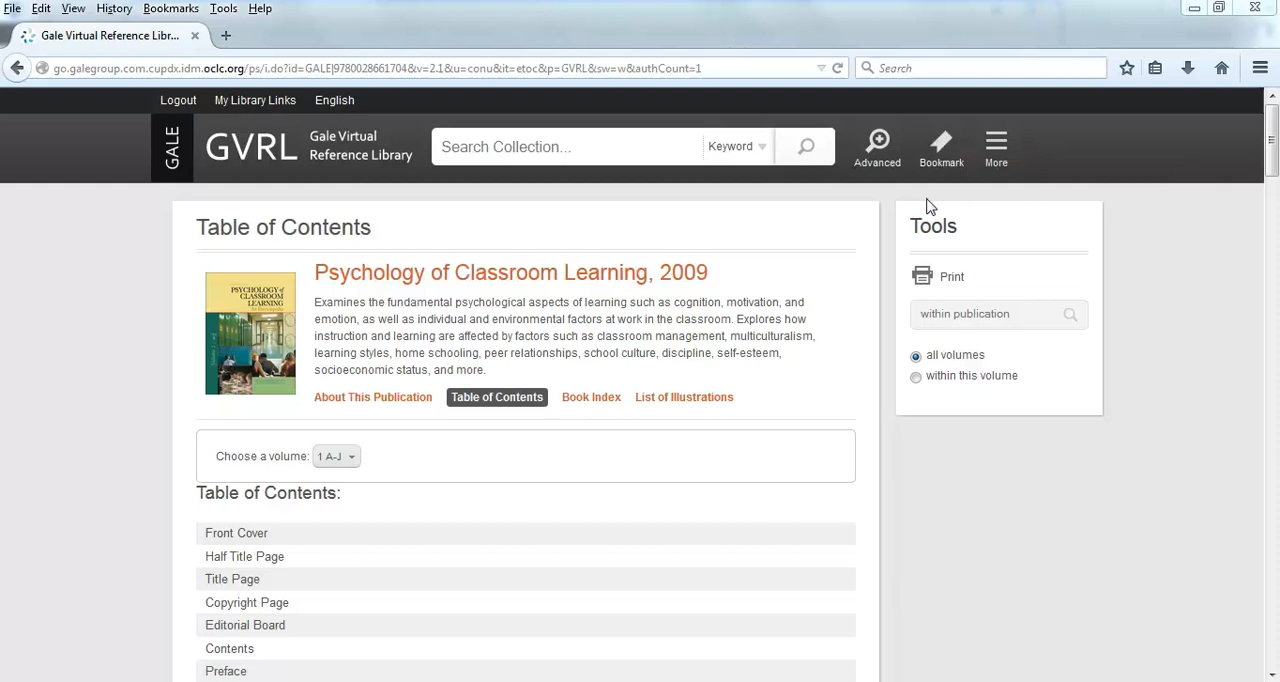 File Edit View History Bookmarks Tools Help
Gale Virtual Reference Libr...
go.galegroup.com.cupdx.idm.oclc.org/ps/i.do?id=GALE|9780028661704&v=2.1&u=conu&it=etoc&p=GVRL&sw=w&authCount=1
Search
Logout My Library Links English
GALE
GVRL
Gale Virtual
Reference Library
Search Collection...
Keyword
Advanced
Bookmark
More
Table of Contents
PSYCHOLOGY of
CLASSROOM
LEARNING
Psychology of Classroom Learning, 2009
Examines the fundamental psychological aspects of learning such as cognition, motivation, and
emotion, as well as individual and environmental factors at work in the classroom. Explores how
instruction and learning are affected by factors such as classroom management, multiculturalism,
learning styles, home schooling, peer relationships, school culture, discipline, self-esteem,
socioeconomic status, and more.
About This Publication Table of Contents Book Index List of Illustrations
Choose a volume: 1 A-J
Table of Contents:
Front Cover
Half Title Page
Title Page
Copyright Page
Editorial Board
Contents
Preface
Tools
Print
within publication
all volumes
within this volume